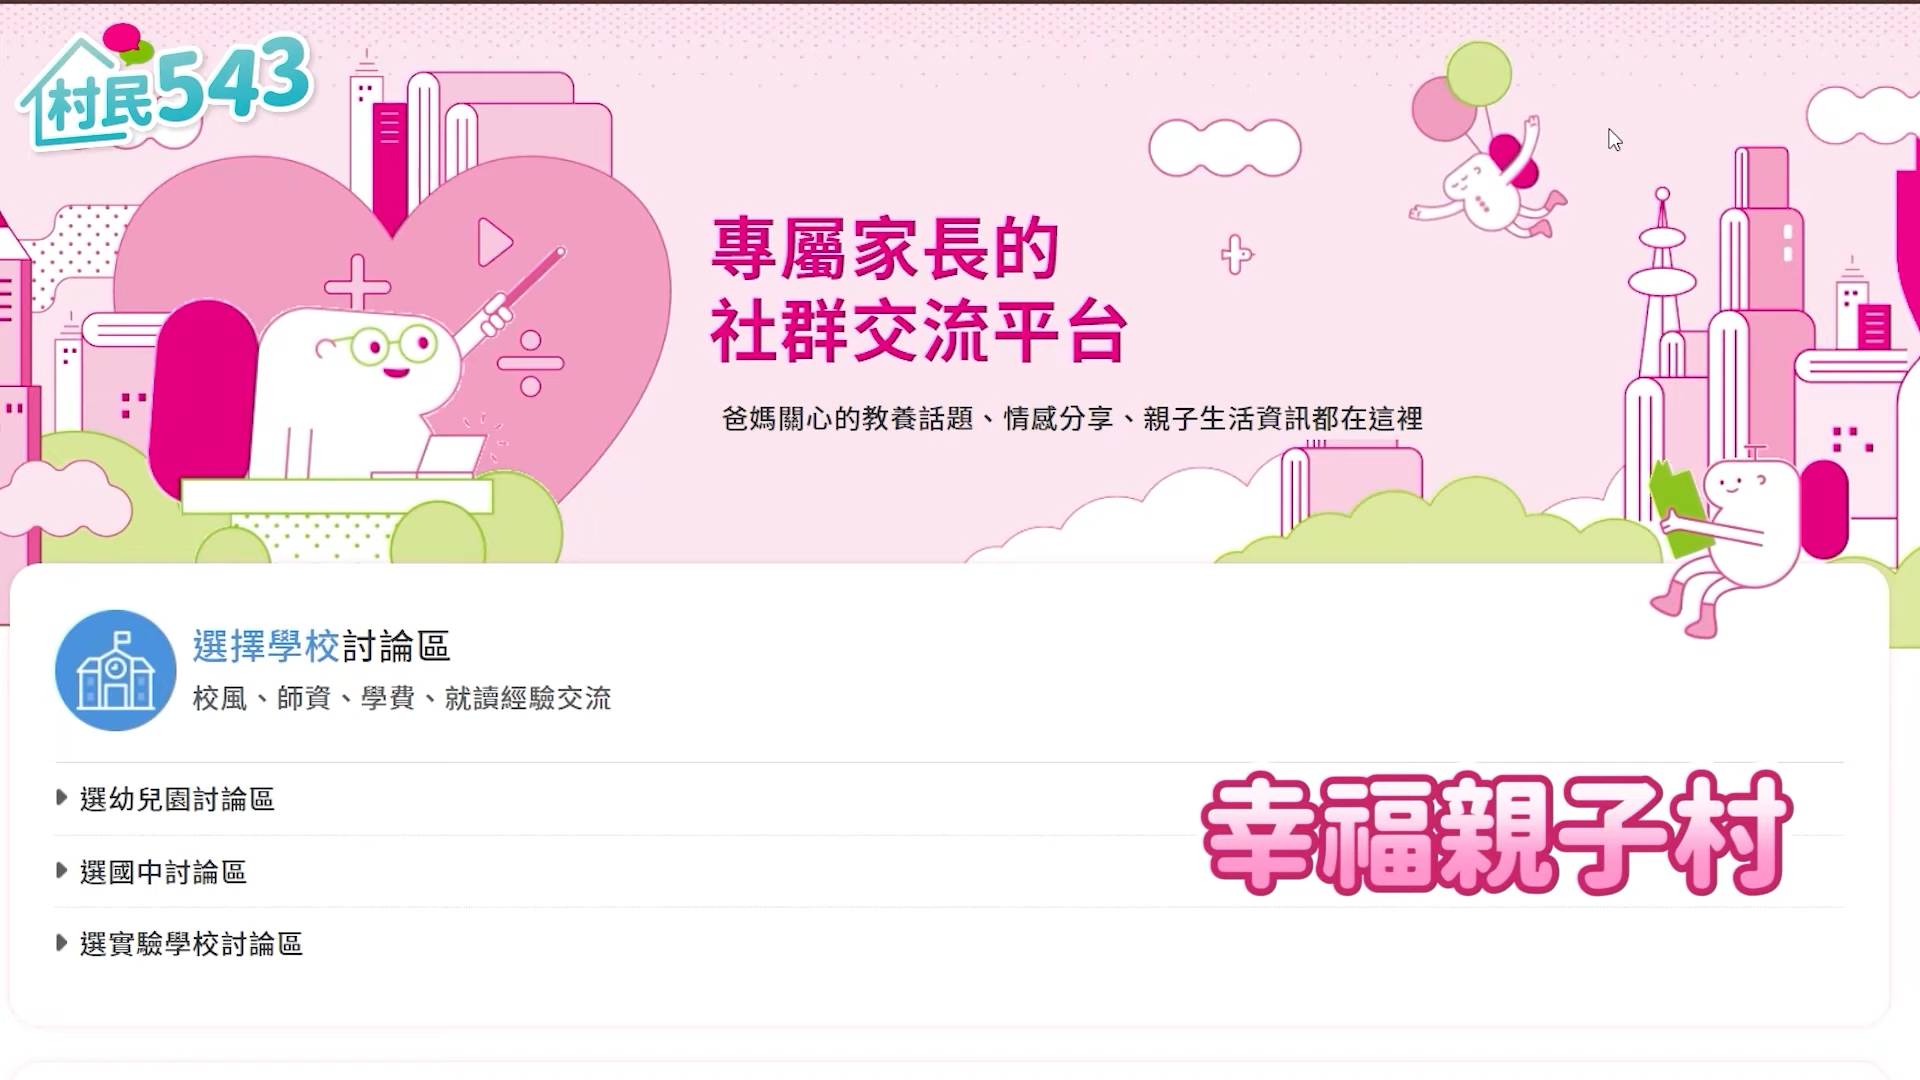 村民543
專屬家長的
社群交流平台
爸媽關心的教養話題、情感分享、親子生活資訊都在這裡
選擇學校討論區
校風、師資、學費、就讀經驗交流
選幼兒園討論區
選國中討論區
選實驗學校討論區
幸福親子村